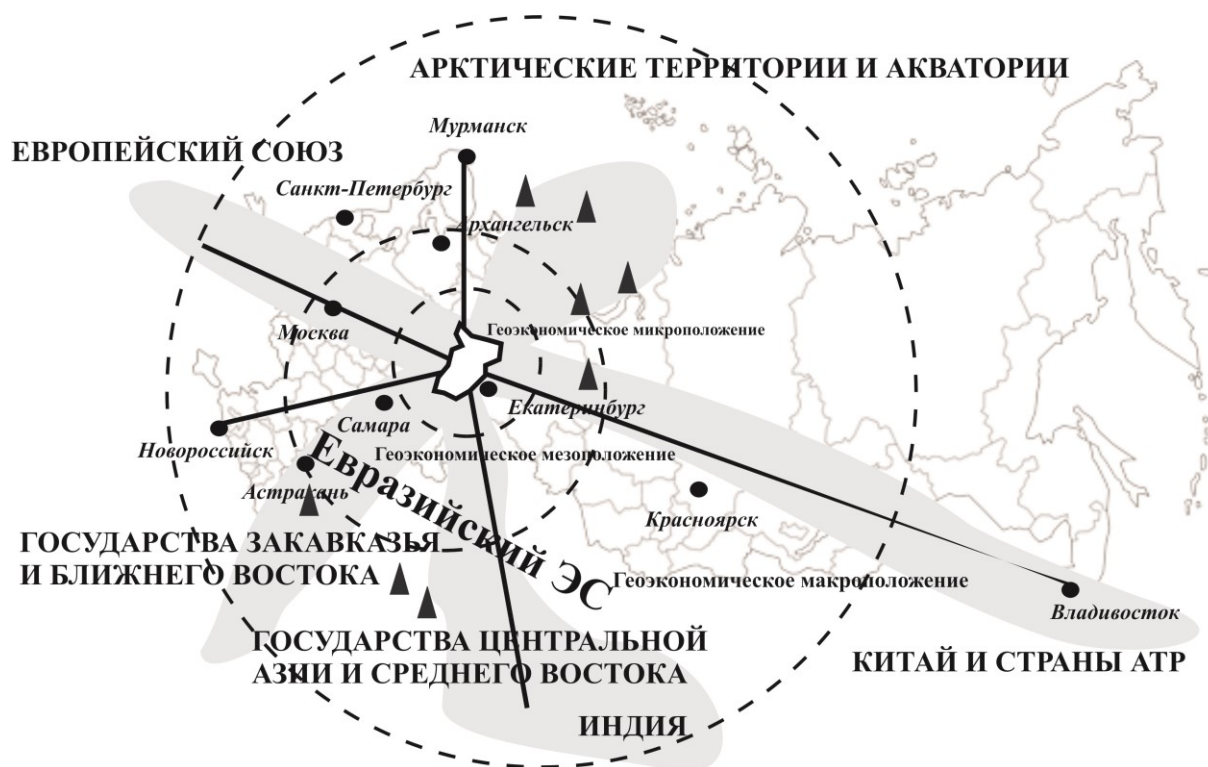 АРКТИЧЕСКИЕ ТЕРРИТОРИИ И АКВАТОРИИ
Мурманск
ЕВРОПЕЙСКИЙ СОЮЗ
Санкт-Петербург
Архангельск
Москва
Геоэкономическое микроположение
Екатеринбург
Самара
Новороссийск
Геоэкономическое мезоположение
Евразийский ЭС
Астрахань
Красноярск
ГОСУДАРСТВА ЗАКАВКАЗЬЯ
И БЛИЖНЕГО ВОСТОКА
Геоэкономическое макроположение
Владивосток
ГОСУДАРСТВА ЦЕНТРАЛЬНОЙ
АЗИИ И СРЕДНЕГО ВОСТОКА
КИТАЙ И СТРАНЫ АТР
ИНДИЯ